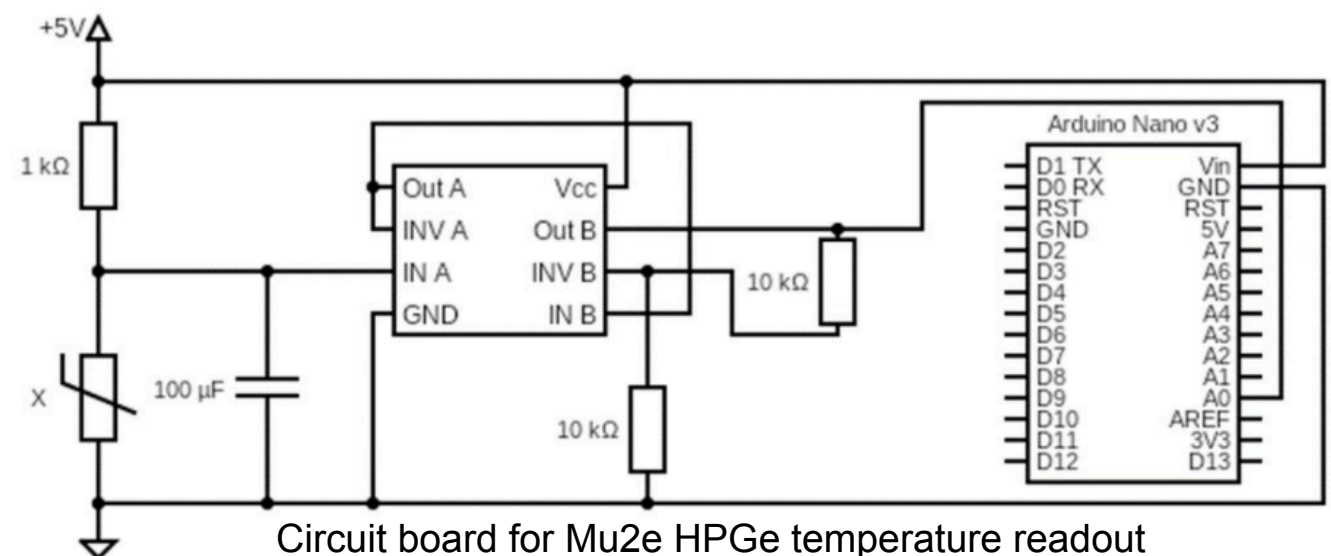 +5V
1 kΩ
X
100 µF
Out A
INV A
IN A
GND
Vcc
Out B
INV B
IN B
10 kΩ
10 kΩ
Arduino Nano v3
D1 TX
D0 RX
RST
GND
D2
D3
D4
D5
D6
D7
D8
D9
D10
D11
D12
Vin
GND
RST
5V
A7
A6
A5
A4
A3
A2
A1
A0
AREF
3V3
D13
Circuit board for Mu2e HPGe temperature readout